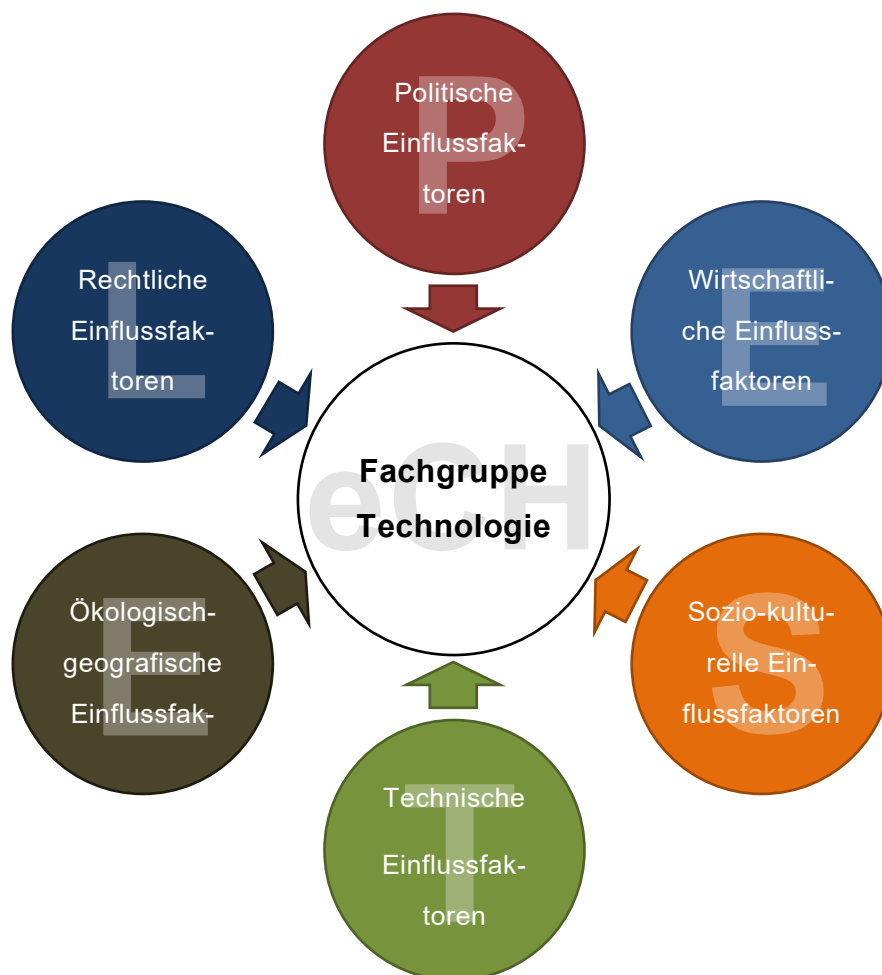 P
Politische
Einflussfak-
toren
L
Rechtliche
Einflussfak-
toren
E
Wirtschaftli-
che Einfluss-
faktoren
eCH
Fachgruppe
Technologie
E
Ökologisch-
geografische
Einflussfak-
S
Sozio-kultu-
relle Ein-
flussfaktoren
T
Technische
Einflussfak-
toren